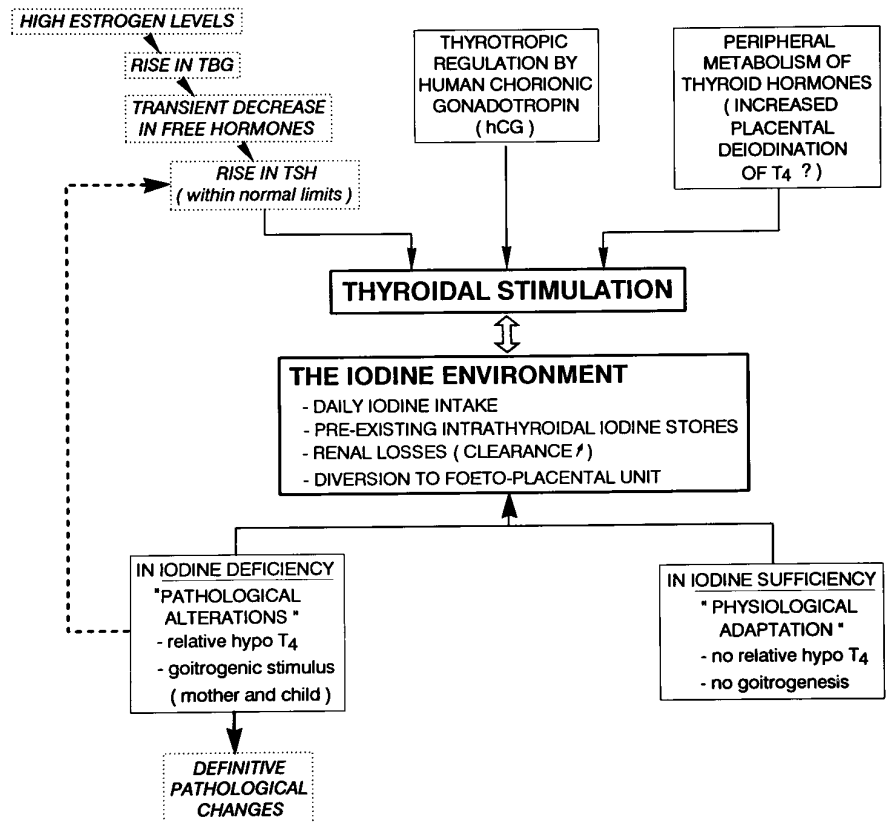 HIGH ESTROGEN LEVELS
RISE IN TBG
TRANSIENT DECREASE
IN FREE HORMONES
RISE IN TSH
( within normal limits )
THYROTROPIC
REGULATION BY
HUMAN CHORIONIC
GONADOTROPIN
( hCG )
PERIPHERAL
METABOLISM OF
THYROID HORMONES
( INCREASED
PLACENTAL
DEIODINATION
OF T4 ? )
THYROIDAL STIMULATION
THE IODINE ENVIRONMENT
- DAILY IODINE INTAKE
- PRE-EXISTING INTRATHYROIDAL IODINE STORES
- RENAL LOSSES ( CLEARANCE↗)
- DIVERSION TO FOETO-PLACENTAL UNIT
IN IODINE DEFICIENCY
"PATHOLOGICAL
ALTERATIONS "
- relative hypo T4
- goitrogenic stimulus
( mother and child )
IN IODINE SUFFICIENCY
" PHYSIOLOGICAL
ADAPTATION "
- no relative hypo T4
- no goitrogenesis
DEFINITIVE
PATHOLOGICAL
CHANGES